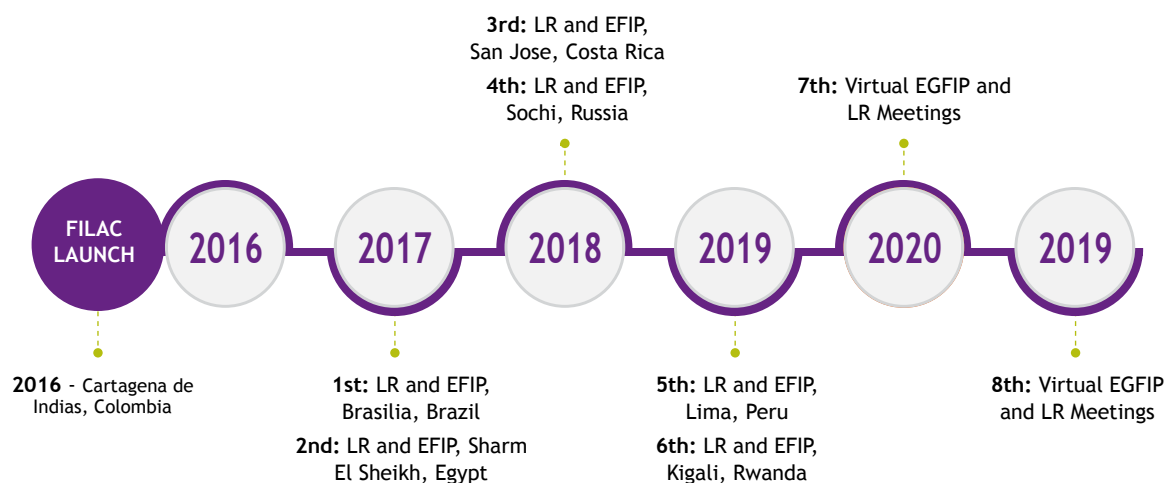 3rd: LR and EFIP,
San Jose, Costa Rica
4th: LR and EFIP,
Sochi, Russia
7th: Virtual EGFIP and
LR Meetings
FILAC
LAUNCH
2016
2017
2018
2019
2020
2019
2016 - Cartagena de
Indias, Colombia
1st: LR and EFIP,
Brasilia, Brazil
2nd: LR and EFIP, Sharm
El Sheikh, Egypt
5th: LR and EFIP,
Lima, Peru
6th: LR and EFIP,
Kigali, Rwanda
8th: Virtual EGFIP
and LR Meetings